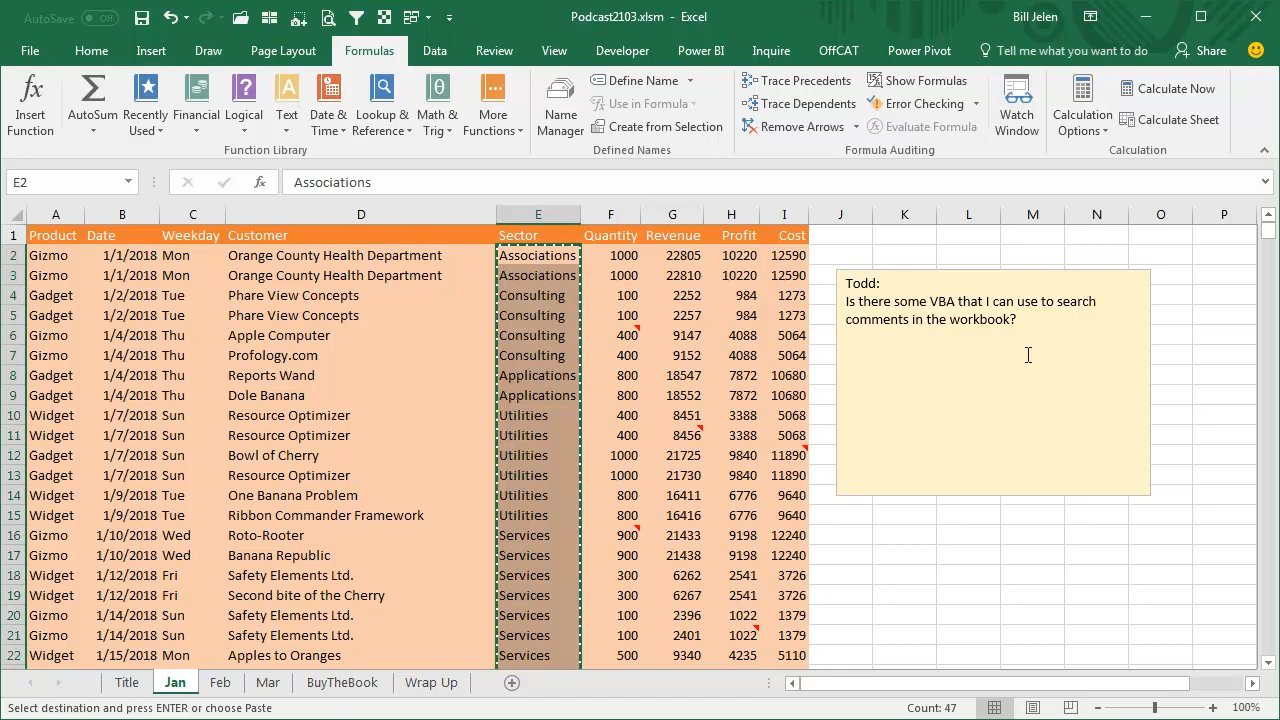 AutoSave Off
Podcast2103.xlsm - Excel
Bill Jelen
File Home Insert Draw Page Layout Formulas Data Review View Developer Power BI Inquire OffCAT Power Pivot Tell me what you want to do Share
Insert Function
AutoSum
Recently Used
Financial
Logical
Text
Date & Time
Lookup & Reference
Math & Trig
More Functions
Function Library
Name Manager
Define Name
Use in Formula
Create from Selection
Defined Names
Trace Precedents
Trace Dependents
Remove Arrows
Show Formulas
Error Checking
Evaluate Formula
Formula Auditing
Watch Window
Calculation Options
Calculate Now
Calculate Sheet
Calculation
E2 fx Associations
A B C D E F G H I J K L M N O P
1 Product Date Weekday Customer Sector Quantity Revenue Profit Cost
2 Gizmo 1/1/2018 Mon Orange County Health Department Associations 1000 22805 10220 12590
3 Gizmo 1/1/2018 Mon Orange County Health Department Associations 1000 22810 10220 12590
4 Gadget 1/2/2018 Tue Phare View Concepts Consulting 100 2252 984 1273
5 Gadget 1/2/2018 Tue Phare View Concepts Consulting 100 2257 984 1273
6 Gizmo 1/4/2018 Thu Apple Computer Consulting 400 9147 4088 5064
7 Gizmo 1/4/2018 Thu Profology.com Consulting 400 9152 4088 5064
8 Gadget 1/4/2018 Thu Reports Wand Applications 800 18547 7872 10680
9 Gadget 1/4/2018 Thu Dole Banana Applications 800 18552 7872 10680
10 Widget 1/7/2018 Sun Resource Optimizer Utilities 400 8451 3388 5068
11 Widget 1/7/2018 Sun Resource Optimizer Utilities 400 8456 3388 5068
12 Gadget 1/7/2018 Sun Bowl of Cherry Utilities 1000 21725 9840 11890
13 Gadget 1/7/2018 Sun Resource Optimizer Utilities 1000 21730 9840 11890
14 Widget 1/9/2018 Tue One Banana Problem Utilities 800 16411 6776 9640
15 Widget 1/9/2018 Tue Ribbon Commander Framework Utilities 800 16416 6776 9640
16 Gizmo 1/10/2018 Wed Roto-Rooter Services 900 21433 9198 12240
17 Gizmo 1/10/2018 Wed Banana Republic Services 900 21438 9198 12240
18 Widget 1/12/2018 Fri Safety Elements Ltd. Services 300 6262 2541 3726
19 Widget 1/12/2018 Fri Second bite of the Cherry Services 300 6267 2541 3726
20 Gizmo 1/14/2018 Sun Safety Elements Ltd. Services 100 2396 1022 1379
21 Gizmo 1/14/2018 Sun Safety Elements Ltd. Services 100 2401 1022 1379
22 Widget 1/15/2018 Mon Apples to Oranges Services 500 9340 4235 5110
Todd:
Is there some VBA that I can use to search
comments in the workbook?
Title Jan Feb Mar BuyTheBook Wrap Up
Select destination and press ENTER or choose Paste
Count: 47
100%